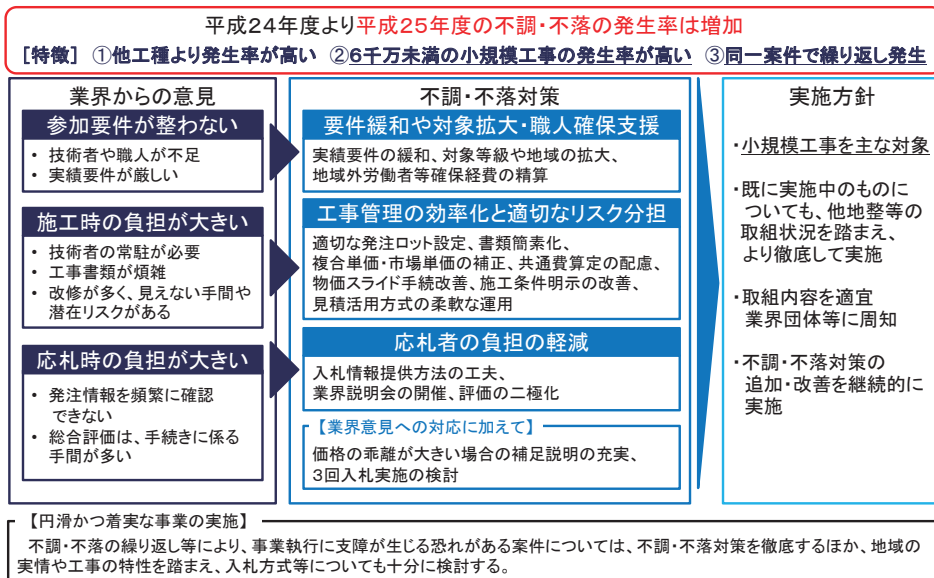 平成24年度より平成25年度の不調・不落の発生率は増加
[特徴] ①他工種より発生率が高い ②6千万未満の小規模工事の発生率が高い ③同一案件で繰り返し発生
業界からの意見
参加要件が整わない
・ 技術者や職人が不足
・ 実績要件が厳しい
施工時の負担が大きい
・ 技術者の常駐が必要
・ 工事書類が煩雑
・ 改修が多く、見えない手間や
潜在リスクがある
応札時の負担が大きい
・ 発注情報を頻繁に確認
できない
・ 総合評価は、手続きに係る
手間が多い
不調・不落対策
要件緩和や対象拡大・職人確保支援
実績要件の緩和、対象等級や地域の拡大、
地域外労働者等確保経費の精算
工事管理の効率化と適切なリスク分担
適切な発注ロット設定、書類簡素化、
複合単価・市場単価の補正、共通費算定の配慮、
物価スライド手続改善、施工条件明示の改善、
見積活用方式の柔軟な運用
応札者の負担の軽減
入札情報提供方法の工夫、
業界説明会の開催、評価の二極化
【業界意見への対応に加えて】
価格の乖離が大きい場合の補足説明の充実、
3回入札実施の検討
実施方針
・小規模工事を主な対象
・既に実施中のものに
ついても、他地整等の
取組状況を踏まえ、
より徹底して実施
・取組内容を適宜
業界団体等に周知
・不調・不落対策の
追加・改善を継続的に
実施
【円滑かつ着実な事業の実施】
不調・不落の繰り返し等により、事業執行に支障が生じる恐れがある案件については、不調・不落対策を徹底するほか、地域の
実情や工事の特性を踏まえ、入札方式等についても十分に検討する。